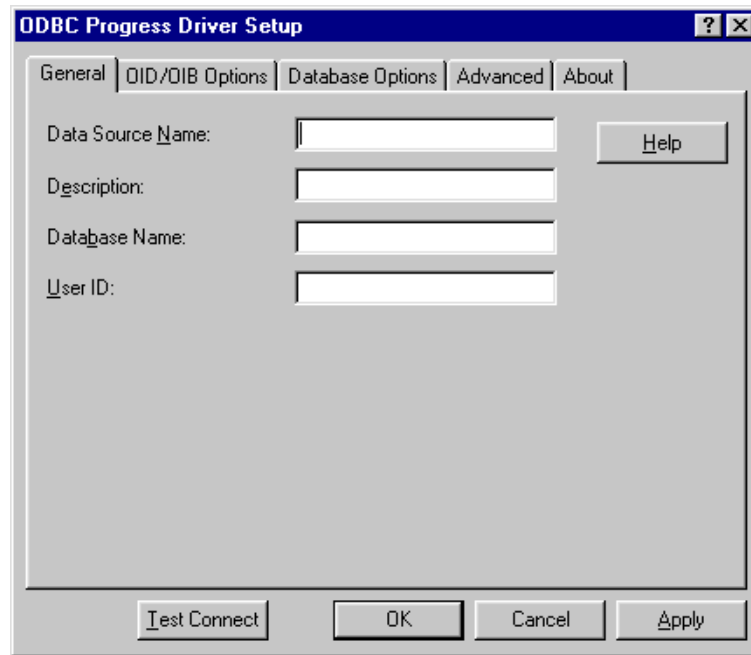 ODBC Progress Driver Setup
? X
General OID/OIB Options Database Options Advanced About
Data Source Name:
Help
Description:
Database Name:
User ID:
Test Connect OK Cancel Apply